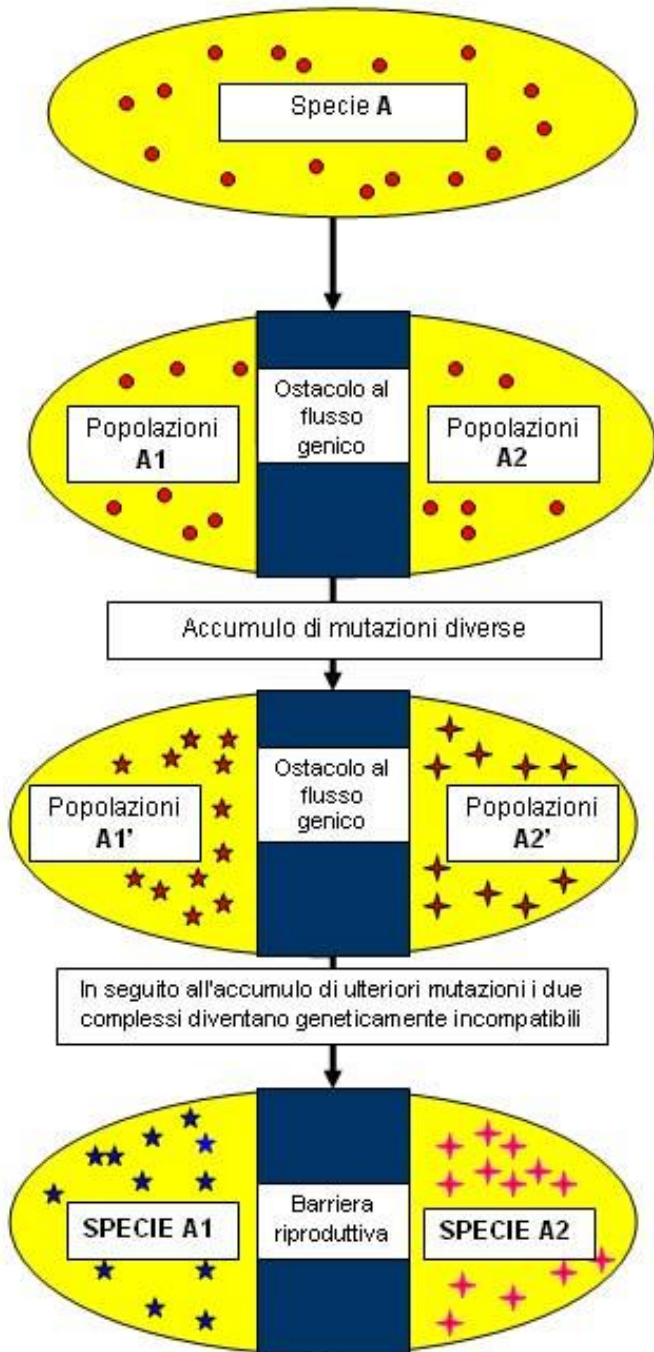 Specie A
Popolazioni
A1
Ostacolo al
flusso
genico
Popolazioni
A2
Accumulo di mutazioni diverse
Popolazioni
A1'
Ostacolo al
flusso
genico
Popolazioni
A2'
In seguito all'accumulo di ulteriori mutazioni i due
complessi diventano geneticamente incompatibili
SPECIE A1
Barriera
riproduttiva
SPECIE A2